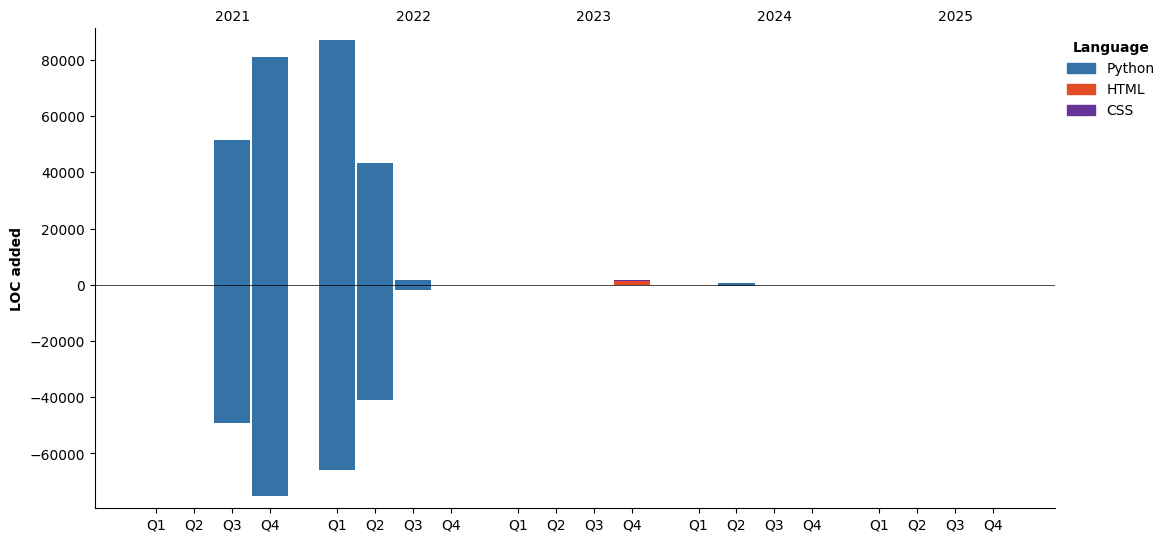 2021 2022 2023 2024 2025
Language
Python
HTML
CSS
LOC added
80000
60000
40000
20000
0
−20000
−40000
−60000
Q1 Q2 Q3 Q4 Q1 Q2 Q3 Q4 Q1 Q2 Q3 Q4 Q1 Q2 Q3 Q4 Q1 Q2 Q3 Q4